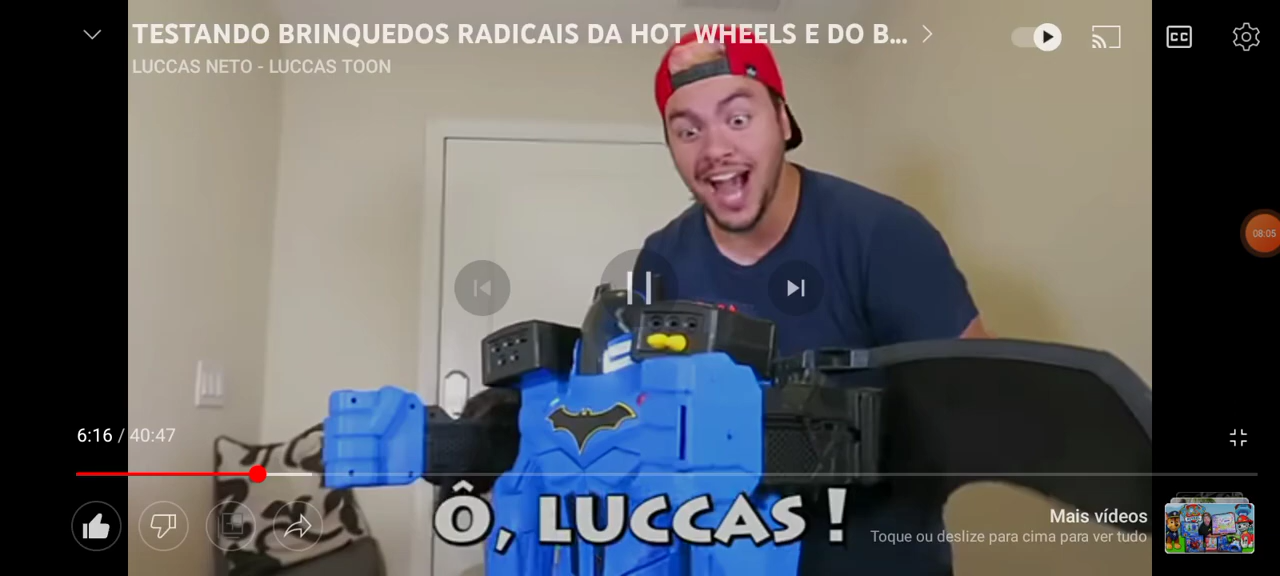 TESTANDO BRINQUEDOS RADICAIS DA HOT WHEELS E DO B...
LUCCAS NETO - LUCCAS TOON
CC
08:05
6:16 / 40:47
Ô, LUCCAS!
Mais vídeos
Toque ou deslize para cima para ver tudo